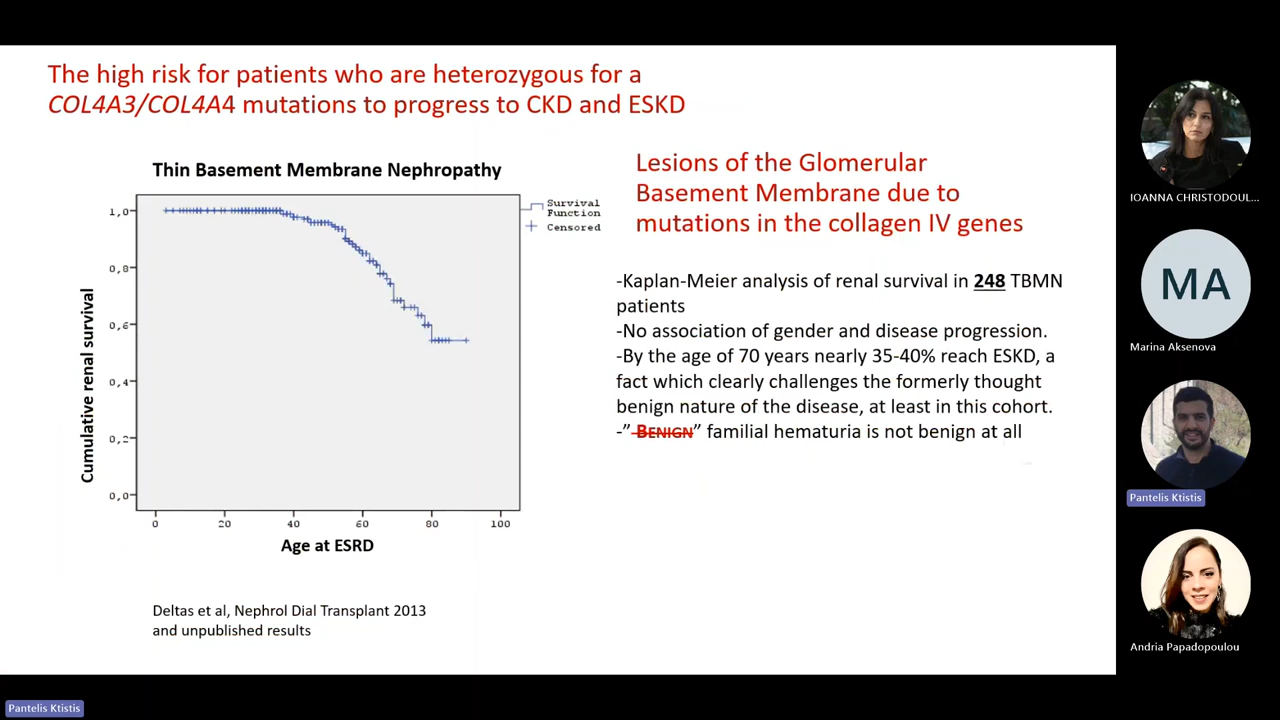 The high risk for patients who are heterozygous for a
COL4A3/COL4A4 mutations to progress to CKD and ESKD
Thin Basement Membrane Nephropathy
1,0
0,8
0,6
0,4
0,2
0,0
0 20 40 60 80 100
Cumulative renal survival
Age at ESRD
Survival
Function
Censored
Deltas et al, Nephrol Dial Transplant 2013
and unpublished results
Lesions of the Glomerular
Basement Membrane due to
mutations in the collagen IV genes
-Kaplan-Meier analysis of renal survival in 248 TBMN
patients
-No association of gender and disease progression.
-By the age of 70 years nearly 35-40% reach ESKD, a
fact which clearly challenges the formerly thought
benign nature of the disease, at least in this cohort.
-” BENIGN” familial hematuria is not benign at all
IOANNA CHRISTODOUL...
MA
Marina Aksenova
Pantelis Ktistis
Andria Papadopoulou
Pantelis Ktistis